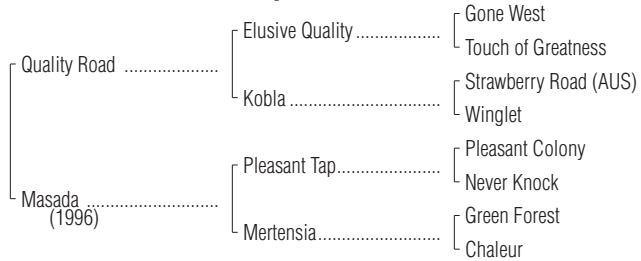 Gone West
Elusive Quality ..................
Touch of Greatness
Quality Road ....................
Strawberry Road (AUS)
Kobla ................................
Winglet
Pleasant Colony
Pleasant Tap......................
Never Knock
Masada ............................
(1996)
Green Forest
Mertensia..........................
Chaleur